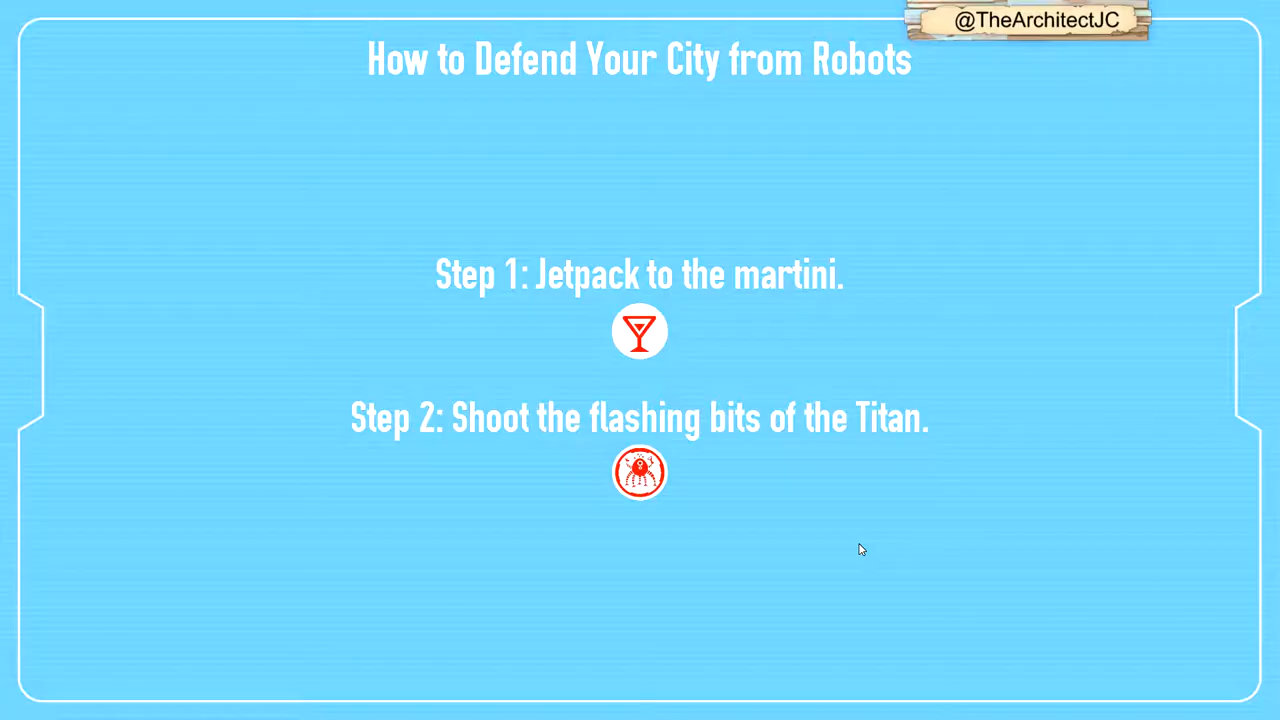 @TheArchitectJC
How to Defend Your City from Robots
Step 1: Jetpack to the martini.
Step 2: Shoot the flashing bits of the Titan.